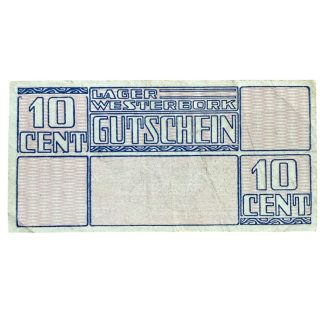 LAGER
WESTERBORK
10
CENT
GUTSCHEIN
10
CENT